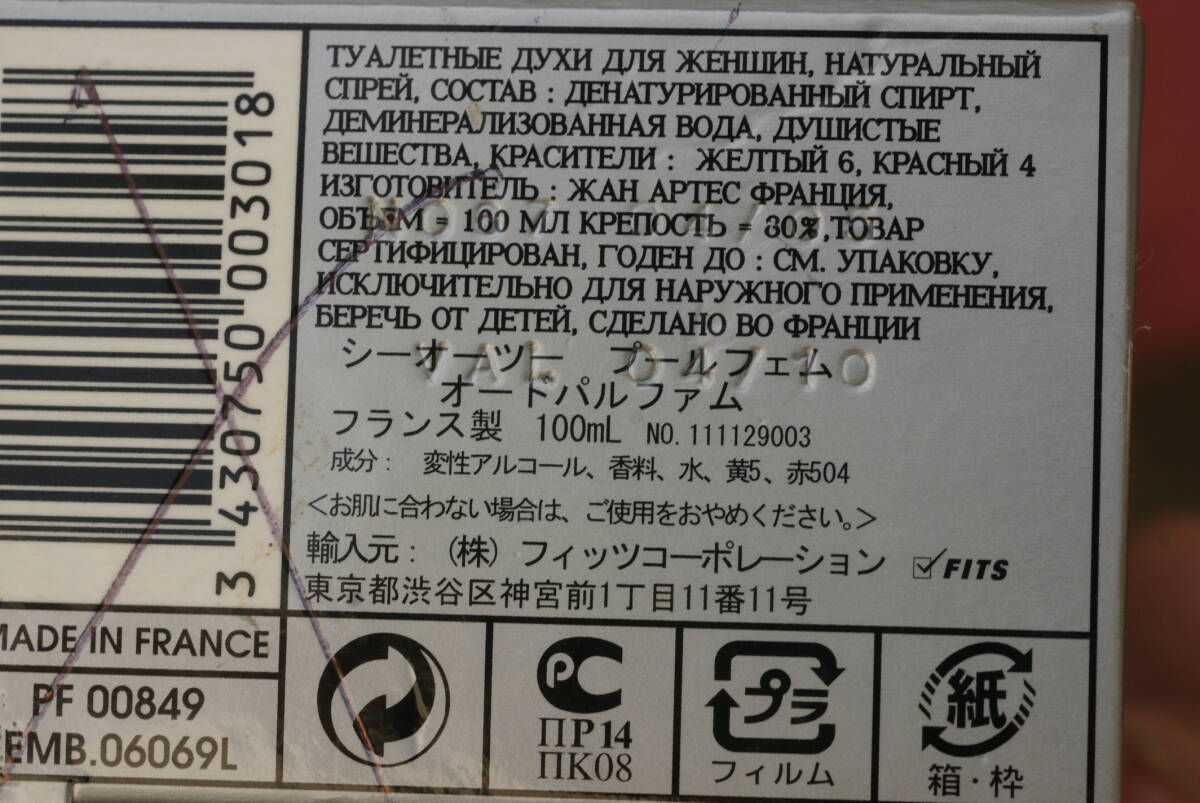 ТУАЛЕТНЫЕ ДУХИ ДЛЯ ЖЕНШИН, НАТУРАЛЬНЫЙ
СПРЕЙ, СОСТАВ : ДЕНАТУРИРОВАННЫЙ СПИРТ,
ДЕМИНЕРАЛИЗОВАННАЯ ВОДА, ДУШИСТЫЕ
ВЕШЕСТВА, КРАСИТЕЛИ : ЖЕЛТЫЙ 6, КРАСНЫЙ 4
ИЗГОТОВИТЕЛЬ : ЖАН АРТЕС ФРАНЦИЯ,
ОБЪЕМ = 100 МЛ КРЕПОСТЬ = 80%,ТОВАР
СЕРТИФИЦИРОВАН, ГОДЕН ДО : СМ. УПАКОВКУ,
ИСКЛЮЧИТЕЛЬНО ДЛЯ НАРУЖНОГО ПРИМЕНЕНИЯ,
БЕРЕЧЬ ОТ ДЕТЕЙ, СДЕЛАНО ВО ФРАНЦИИ
シーオーツー プールフェム
VAL 04/10
オードパルファム
フランス製 100mL NO. 111129003
成分: 変性アルコール、香料、水、黄5、赤504
<お肌に合わない場合は、ご使用をおやめください。>
輸入元: (株) フィッツコーポレーション FITS
東京都渋谷区神宮前1丁目11番11号
3 430750 003018
MADE IN FRANCE
PF 00849
EMB.06069L
РС
ПР14
ПК08
プラ
フィルム
紙
箱・枠